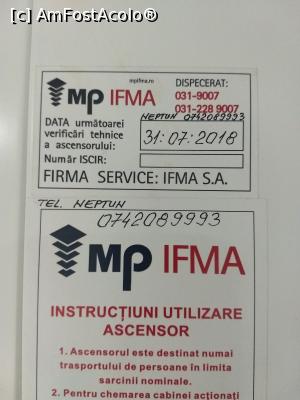 [c] AmFostAcolo®
mpifma.ro
MP IFMA
DISPECERAT:
031-9007
031-228 9007
NEPTUN 0742089993
DATA următoarei
verificări tehnice
a ascensorului:
31.07.2018
Număr ISCIR:
FIRMA SERVICE: IFMA S.A.
TEL. NEPTUN
0742089993
MP IFMA
INSTRUCȚIUNI UTILIZARE
ASCENSOR
1. Ascensorul este destinat numai
transportului de persoane în limita
sarcinii nominale.
2. Pentru chemarea cabinei acționați